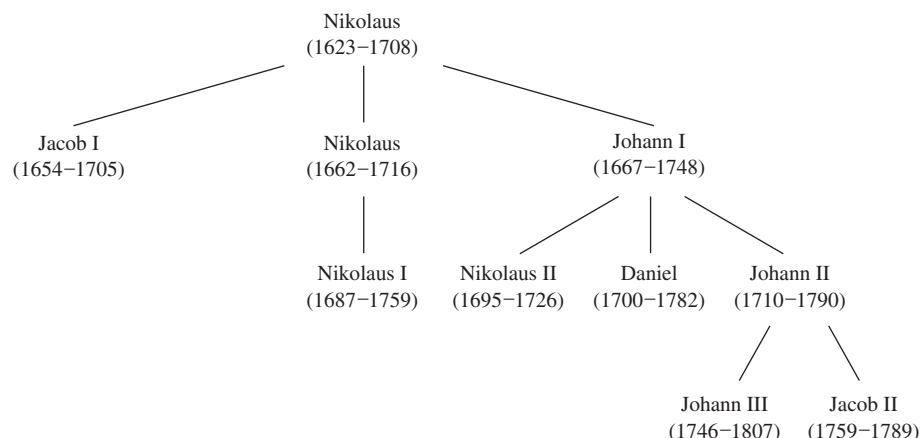 Nikolaus
(1623−1708)
Jacob I
(1654−1705)
Nikolaus
(1662−1716)
Johann I
(1667−1748)
Nikolaus I
(1687−1759)
Nikolaus II
(1695−1726)
Daniel
(1700−1782)
Johann II
(1710−1790)
Johann III
(1746−1807)
Jacob II
(1759−1789)